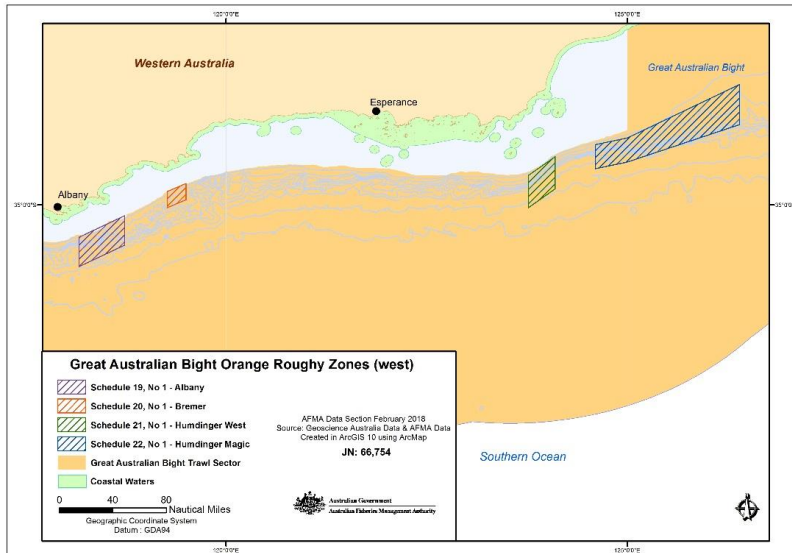 120°0'0"E
125°0'0"E
Western Australia
Great Australian Bight
Esperance
Albany
35°0'0"S
35°0'0"S
Great Australian Bight Orange Roughy Zones (west)
Schedule 19, No 1 - Albany
Schedule 20, No 1 - Bremer
Schedule 21, No 1 - Humdinger West
Schedule 22, No 1 - Humdinger Magic
Great Australian Bight Trawl Sector
Coastal Waters
0 40 80
Nautical Miles
Geographic Coordinate System
Datum : GDA94
AFMA Data Section February 2018
Source: Geoscience Australia Data & AFMA Data
Created in ArcGIS 10 using ArcMap
JN: 66,754
Australian Government
Australian Fisheries Management Authority
Southern Ocean
120°0'0"E
125°0'0"E